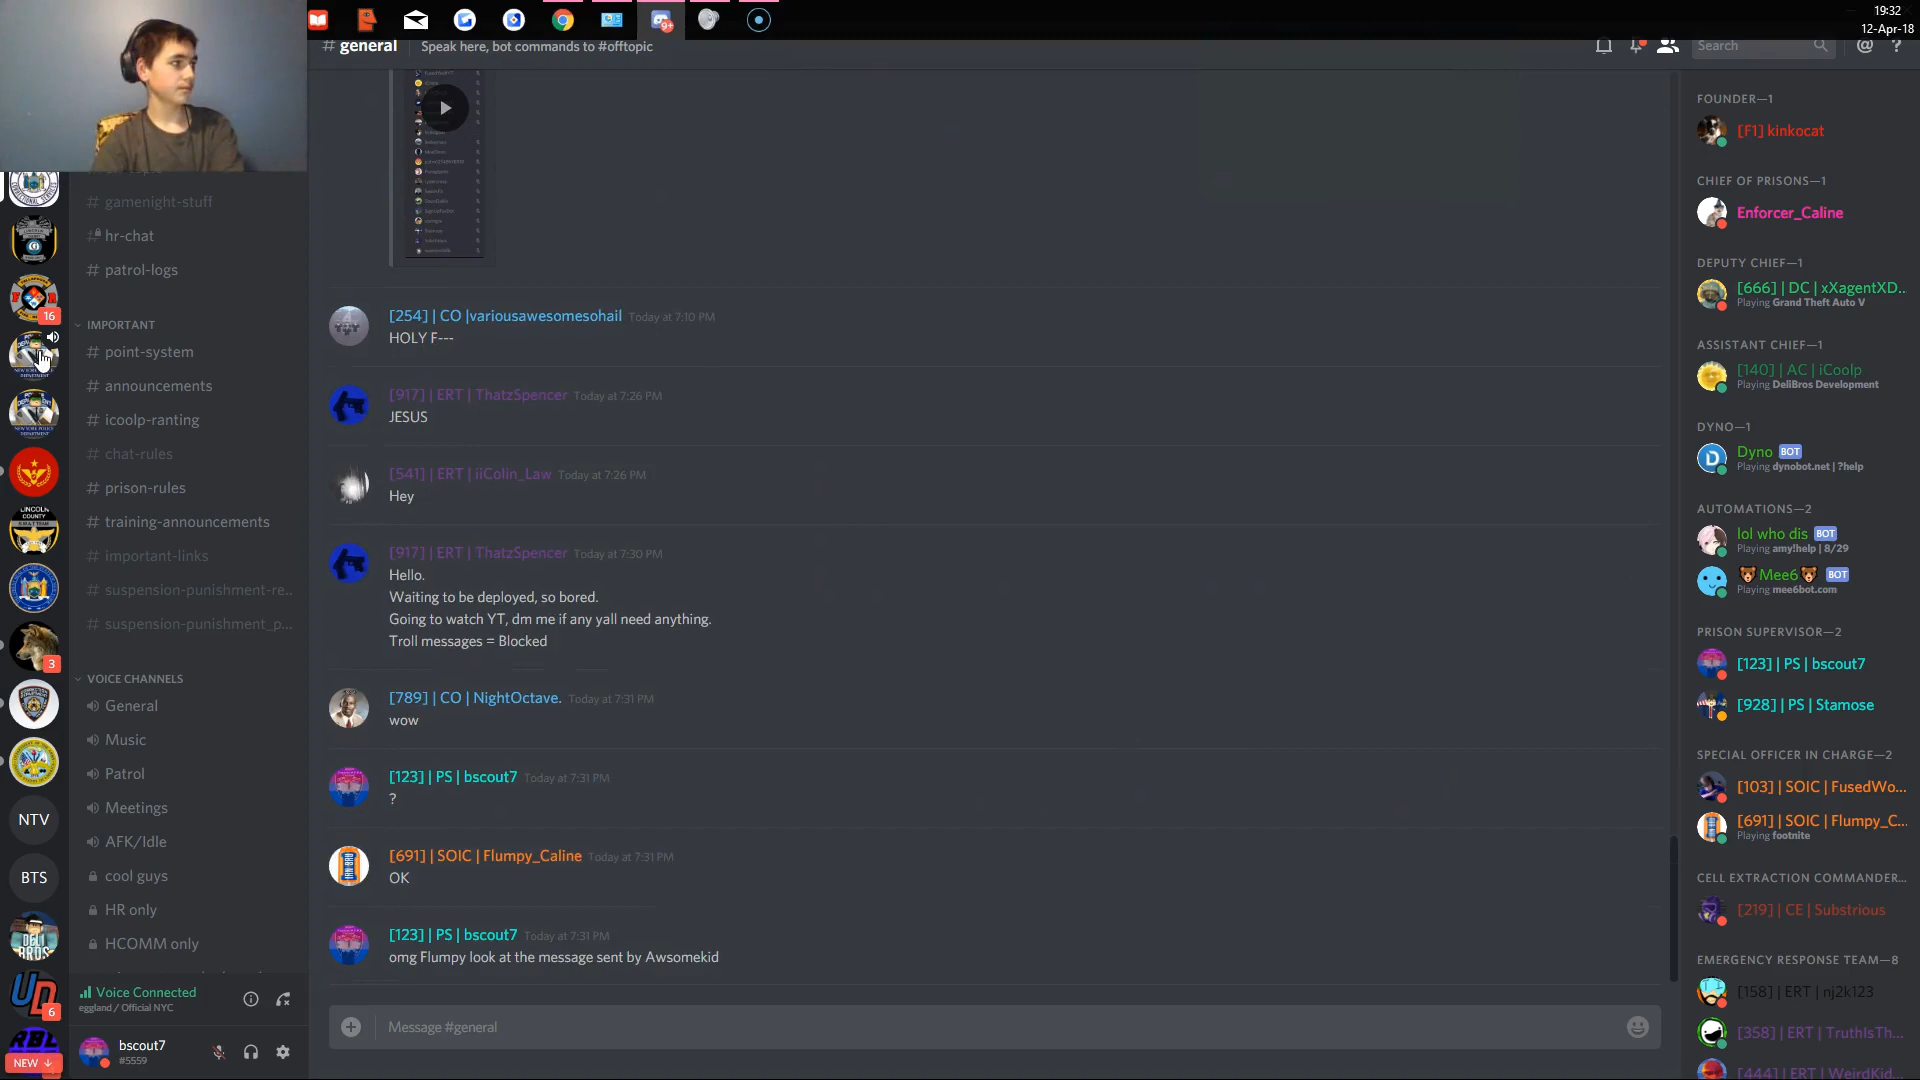 19:32
12-Apr-18
# general
Speak here, bot commands to #offtopic
Search
# gamenight-stuff
hr-chat
# patrol-logs
IMPORTANT
# point-system
# announcements
# icoolp-ranting
# chat-rules
# prison-rules
# training-announcements
# important-links
# suspension-punishment-re...
# suspension-punishment_p...
VOICE CHANNELS
General
Music
Patrol
Meetings
AFK/Idle
cool guys
HR only
HCOMM only
Voice Connected
eggland / Official NYC
bscout7
#5559
16
LINCOLN
COUNTY
3
NTV
BTS
DELI
BROS
6
NEW ↓
[254] | CO |variousawesomesohail Today at 7:10 PM
HOLY F---
[917] | ERT | ThatzSpencer Today at 7:26 PM
JESUS
[541] | ERT | iiColin_Law Today at 7:26 PM
Hey
[917] | ERT | ThatzSpencer Today at 7:30 PM
Hello.
Waiting to be deployed, so bored.
Going to watch YT, dm me if any yall need anything.
Troll messages = Blocked
[789] | CO | NightOctave. Today at 7:31 PM
wow
[123] | PS | bscout7 Today at 7:31 PM
?
[691] | SOIC | Flumpy_Caline Today at 7:31 PM
OK
[123] | PS | bscout7 Today at 7:31 PM
omg Flumpy look at the message sent by Awsomekid
Message #general
FOUNDER—1
[F1] kinkocat
CHIEF OF PRISONS—1
Enforcer_Caline
DEPUTY CHIEF—1
[666] | DC | xXagentXD...
Playing Grand Theft Auto V
ASSISTANT CHIEF—1
[140] | AC | iCoolp
Playing DeliBros Development
DYNO—1
Dyno BOT
Playing dynobot.net | ?help
AUTOMATIONS—2
lol who dis BOT
Playing amy!help | 8/29
Mee6 BOT
Playing mee6bot.com
PRISON SUPERVISOR—2
[123] | PS | bscout7
[928] | PS | Stamose
SPECIAL OFFICER IN CHARGE—2
[103] | SOIC | FusedWo...
[691] | SOIC | Flumpy_C...
Playing footnite
CELL EXTRACTION COMMANDER...
[219] | CE | Substrious
EMERGENCY RESPONSE TEAM—8
[158] | ERT | nj2k123
[358] | ERT | TruthIsTh...
[444] | ERT | WeirdKid...